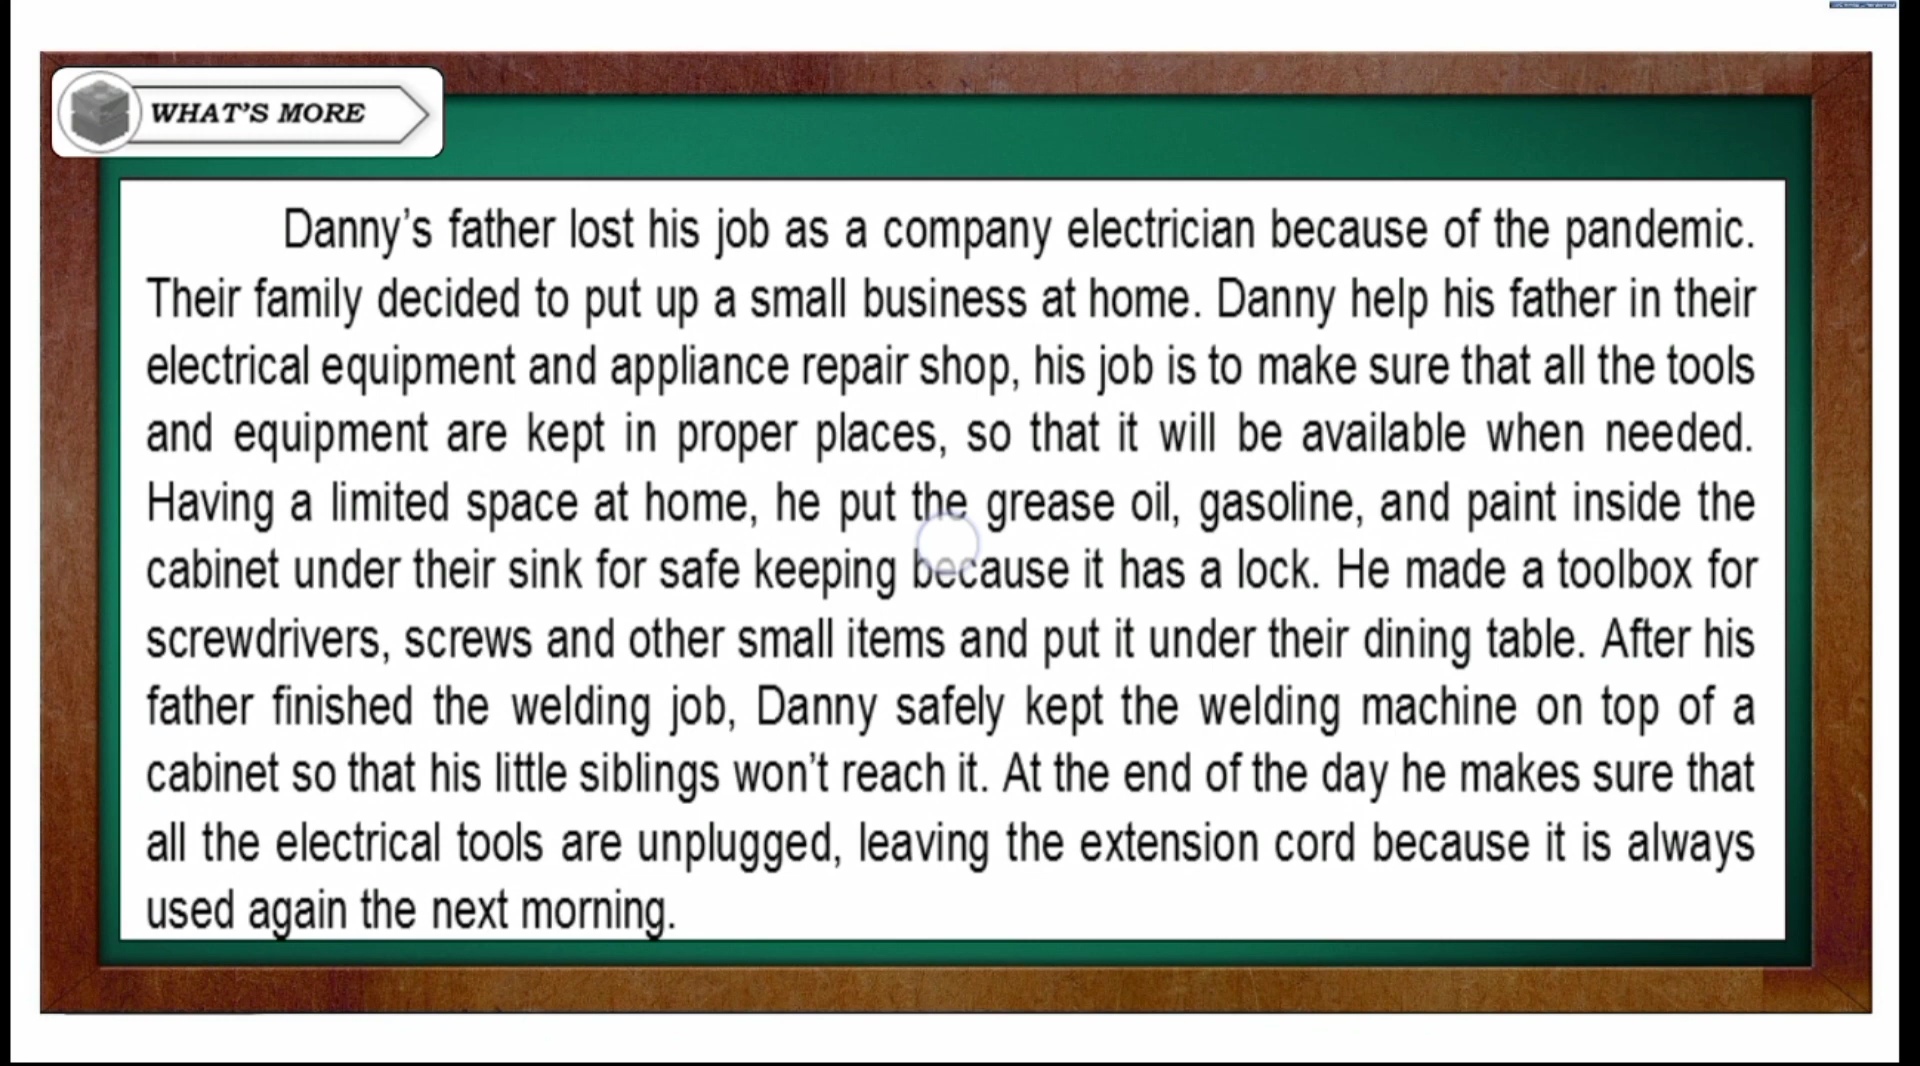 WHAT'S MORE
Danny's father lost his job as a company electrician because of the pandemic.
Their family decided to put up a small business at home. Danny help his father in their
electrical equipment and appliance repair shop, his job is to make sure that all the tools
and equipment are kept in proper places, so that it will be available when needed.
Having a limited space at home, he put the grease oil, gasoline, and paint inside the
cabinet under their sink for safe keeping because it has a lock. He made a toolbox for
screwdrivers, screws and other small items and put it under their dining table. After his
father finished the welding job, Danny safely kept the welding machine on top of a
cabinet so that his little siblings won't reach it. At the end of the day he makes sure that
all the electrical tools are unplugged, leaving the extension cord because it is always
used again the next morning.